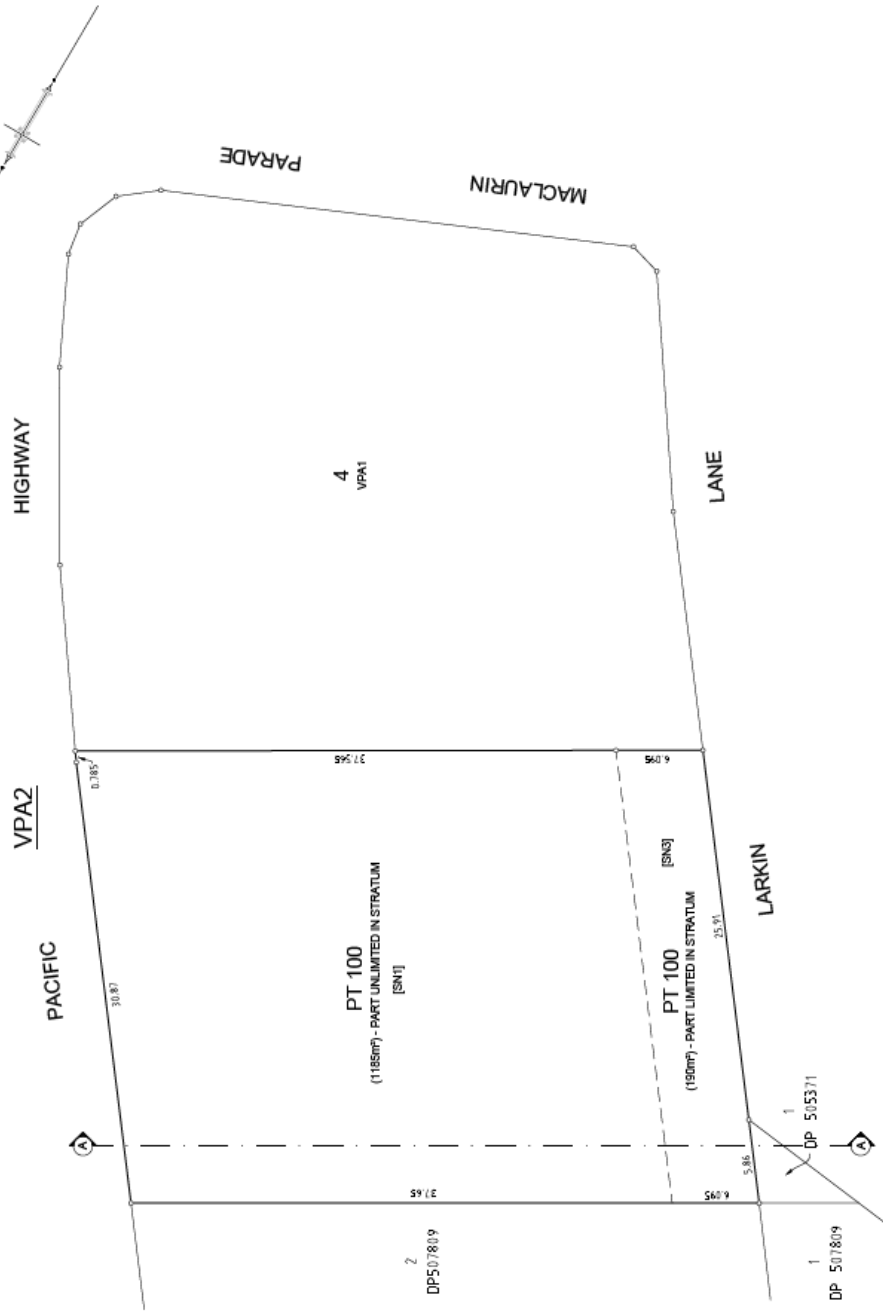 HIGHWAY
PARADE
MACLAURIN
4
VPA1
LANE
VPA2
PACIFIC
0.785
30.87
37.565
6.095
PT 100
(1185m²) - PART UNLIMITED IN STRATUM
[SN1]
[SN3]
PT 100
(190m²) - PART LIMITED IN STRATUM
25.91
LARKIN
A
A
5.86
1
DP 505371
37.65
6.095
2
DP507809
1
DP 507809